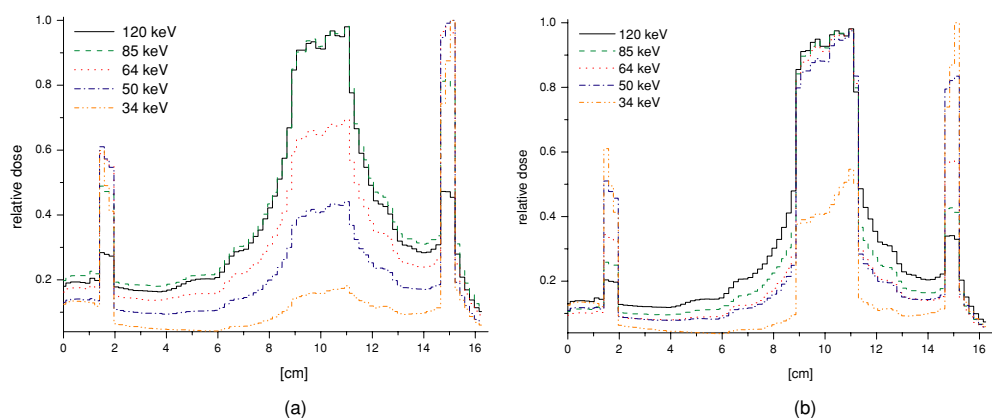 1.0
0.8
0.6
0.4
0.2
relative dose
120 keV
85 keV
64 keV
50 keV
34 keV
0 2 4 6 8 10 12 14 16
[cm]
(a)
1.0
0.8
0.6
0.4
0.2
relative dose
120 keV
85 keV
64 keV
50 keV
34 keV
0 2 4 6 8 10 12 14 16
[cm]
(b)